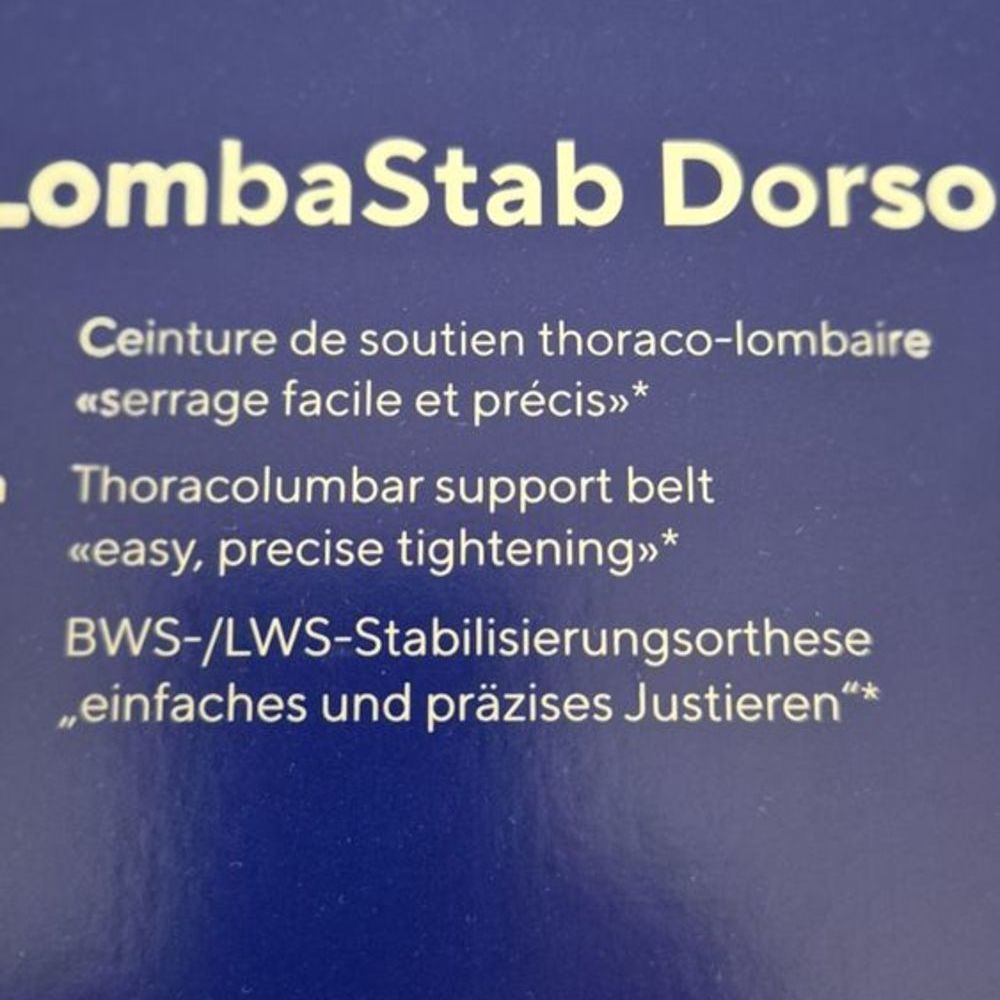 LombaStab Dorso
Ceinture de soutien thoraco-lombaire
«serrage facile et précis»*
Thoracolumbar support belt
«easy, precise tightening»*
BWS-/LWS-Stabilisierungsorthese
„einfaches und präzises Justieren“*